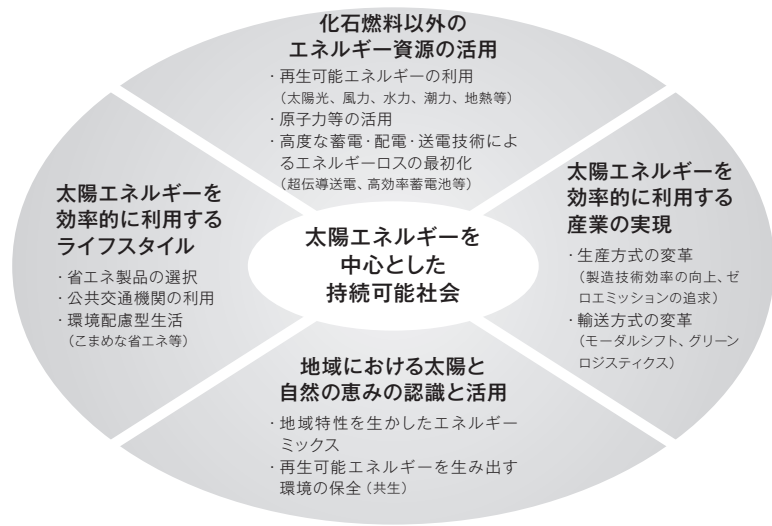 化石燃料以外の
エネルギー資源の活用
・再生可能エネルギーの利用
（太陽光、風力、水力、潮力、地熱等）
・原子力等の活用
・高度な蓄電・配電・送電技術によ
るエネルギーロスの最初化
（超伝導送電、高効率蓄電池等）
太陽エネルギーを
効率的に利用する
ライフスタイル
・省エネ製品の選択
・公共交通機関の利用
・環境配慮型生活
（こまめな省エネ等）
太陽エネルギーを
中心とした
持続可能社会
太陽エネルギーを
効率的に利用する
産業の実現
・生産方式の変革
（製造技術効率の向上、ゼ
ロエミッションの追求）
・輸送方式の変革
（モーダルシフト、グリーン
ロジスティクス）
地域における太陽と
自然の恵みの認識と活用
・地域特性を生かしたエネルギー
ミックス
・再生可能エネルギーを生み出す
環境の保全（共生）